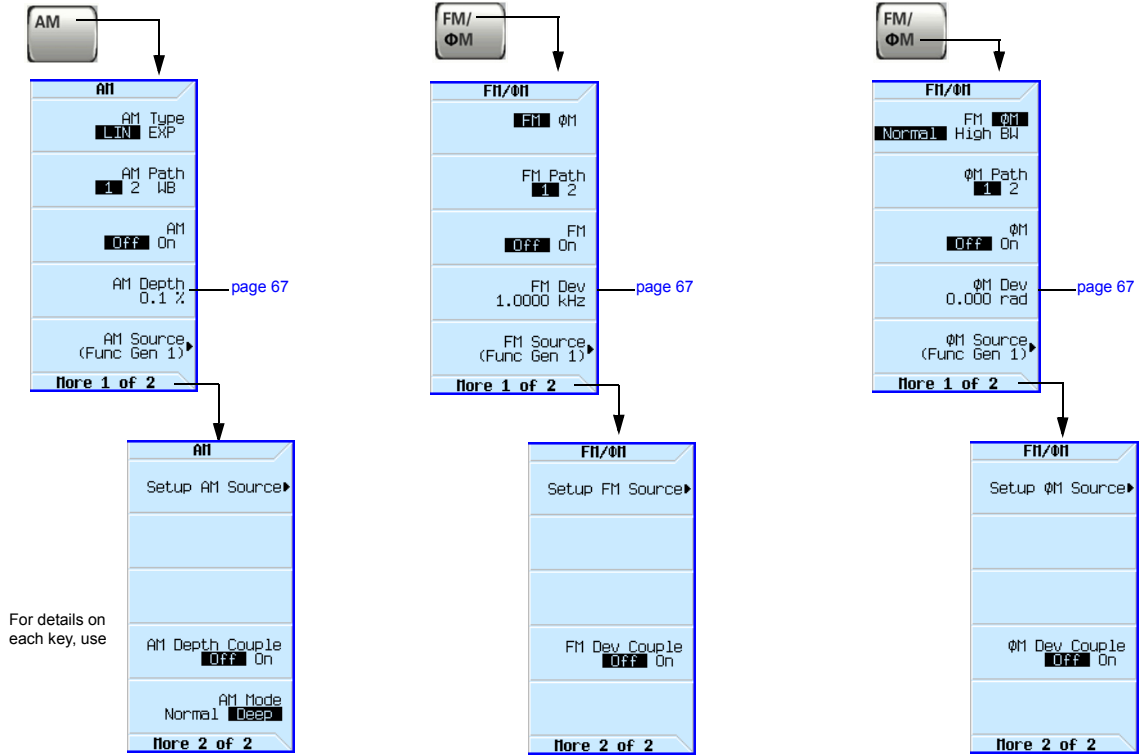 AM
AM
AM Type
LIN EXP
AM Path
1 2 WB
AM
Off On
AM Depth
0.1 %
page 67
AM Source
(Func Gen 1)
More 1 of 2
AM
Setup AM Source
AM Depth Couple
Off On
AM Mode
Normal Deep
More 2 of 2
For details on
each key, use
FM/
ΦM
FM/ΦM
FM ΦM
FM Path
1 2
FM
Off On
FM Dev
1.0000 kHz
page 67
FM Source
(Func Gen 1)
More 1 of 2
FM/ΦM
Setup FM Source
FM Dev Couple
Off On
More 2 of 2
FM/
ΦM
FM/ΦM
FM ΦM
Normal High BW
ΦM Path
1 2
ΦM
Off On
ΦM Dev
0.000 rad
page 67
ΦM Source
(Func Gen 1)
More 1 of 2
FM/ΦM
Setup ΦM Source
ΦM Dev Couple
Off On
More 2 of 2